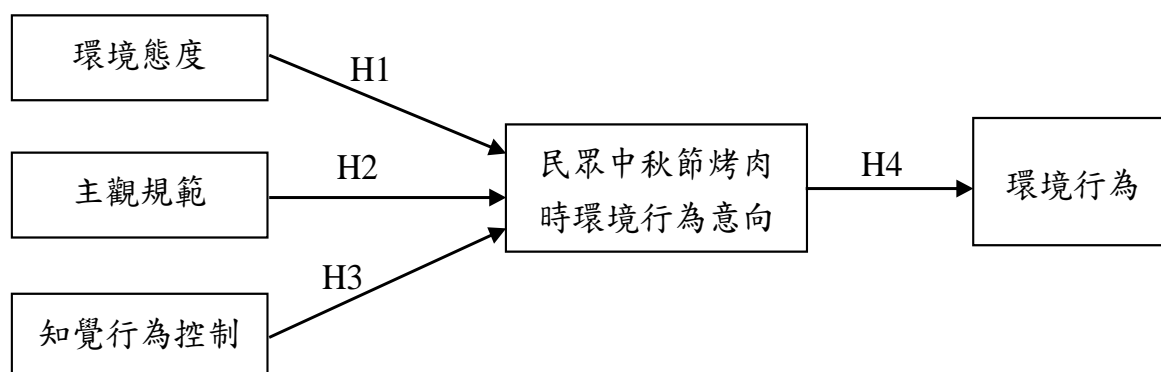 環境態度
H1
主觀規範
H2
知覺行為控制
H3
民眾中秋節烤肉
時環境行為意向
H4
環境行為